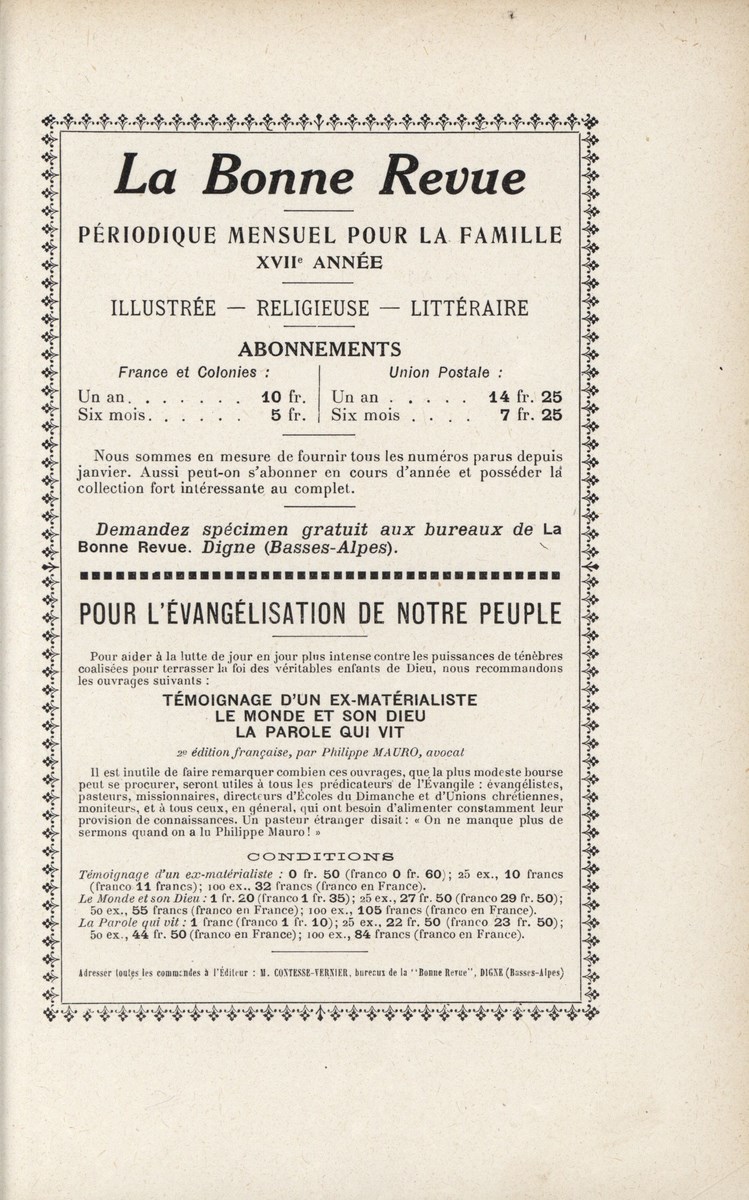 La Bonne Revue
PÉRIODIQUE MENSUEL POUR LA FAMILLE
XVIIe ANNÉE
ILLUSTRÉE — RELIGIEUSE — LITTÉRAIRE
ABONNEMENTS
France et Colonies :
Un an. . . . . . . 10 fr.
Six mois. . . . . . 5 fr.
Union Postale :
Un an . . . . . 14 fr. 25
Six mois . . . . 7 fr. 25
Nous sommes en mesure de fournir tous les numéros parus depuis
janvier. Aussi peut-on s'abonner en cours d'année et posséder la
collection fort intéressante au complet.
Demandez spécimen gratuit aux bureaux de La
Bonne Revue. Digne (Basses-Alpes).
POUR L'ÉVANGÉLISATION DE NOTRE PEUPLE
Pour aider à la lutte de jour en jour plus intense contre les puissances de ténèbres
coalisées pour terrasser la foi des véritables enfants de Dieu, nous recommandons
les ouvrages suivants :
TÉMOIGNAGE D'UN EX-MATÉRIALISTE
LE MONDE ET SON DIEU
LA PAROLE QUI VIT
2e édition française, par Philippe MAURO, avocat
Il est inutile de faire remarquer combien ces ouvrages, que la plus modeste bourse
peut se procurer, seront utiles à tous les prédicateurs de l'Évangile : évangélistes,
pasteurs, missionnaires, directeurs d'Écoles du Dimanche et d'Unions chrétiennes,
moniteurs, et à tous ceux, en général, qui ont besoin d'alimenter constamment leur
provision de connaissances. Un pasteur étranger disait : « On ne manque plus de
sermons quand on a lu Philippe Mauro ! »
CONDITIONS
Témoignage d'un ex-matérialiste : 0 fr. 50 (franco 0 fr. 60) ; 25 ex., 10 francs
(franco 11 francs) ; 100 ex.. 32 francs (franco en France).
Le Monde et son Dieu : 1 fr. 20 (franco 1 fr. 35) ; 25 ex., 27 fr. 50 (franco 29 fr. 50) ;
50 ex., 55 francs (franco en France) ; 100 ex., 105 francs (franco en France).
La Parole qui vit : 1 franc (franco 1 fr. 10) ; 25 ex., 22 fr. 50 (franco 23 fr. 50) ;
50 ex., 44 fr. 50 (franco en France) ; 100 ex., 84 francs (franco en France).
Adresser toutes les commandes à l'Éditeur : M. CONTESSE-VERNIER, bureaux de la "Bonne Revue", DIGNE (Basses-Alpes)